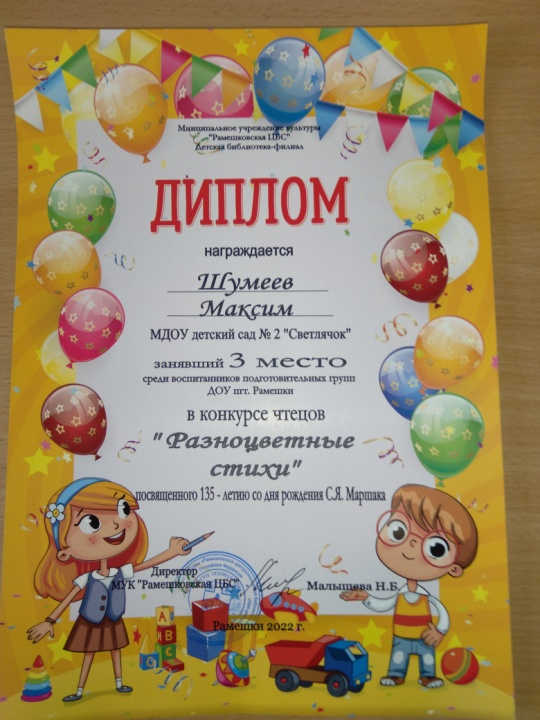 Муниципальное учреждение культуры
"Рамешковская ЦБС"
Детская библиотека-филиал
ДИПЛОМ
награждается
Шумеев
Максим
МДОУ детский сад № 2 "Светлячок"
занявший 3 место
среди воспитанников подготовительных групп
ДОУ пгт. Рамешки
в конкурсе чтецов
"Разноцветные
стихи"
посвященного 135 - летию со дня рождения С.Я. Маршака
Директор
МУК "Рамешковская ЦБС"
Малышева Н.Б.
Рамешки 2022 г.